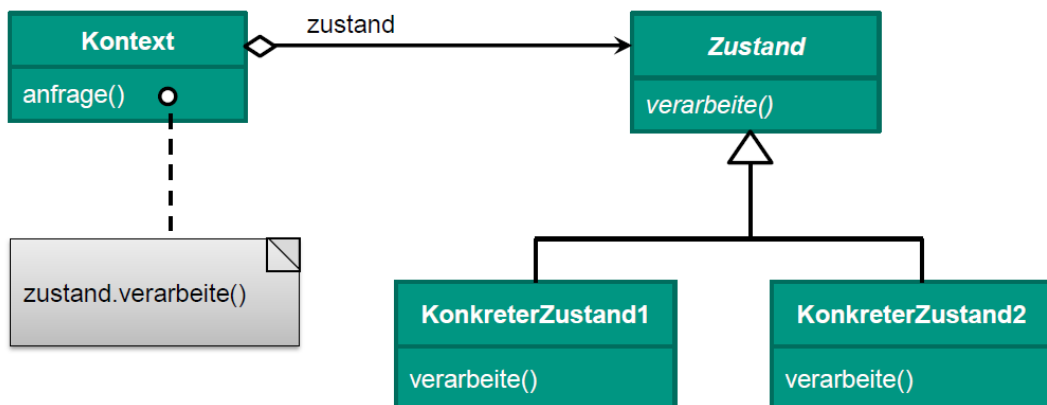 Kontext
anfrage()
zustand
Zustand
verarbeite()
zustand.verarbeite()
KonkreterZustand1
verarbeite()
KonkreterZustand2
verarbeite()